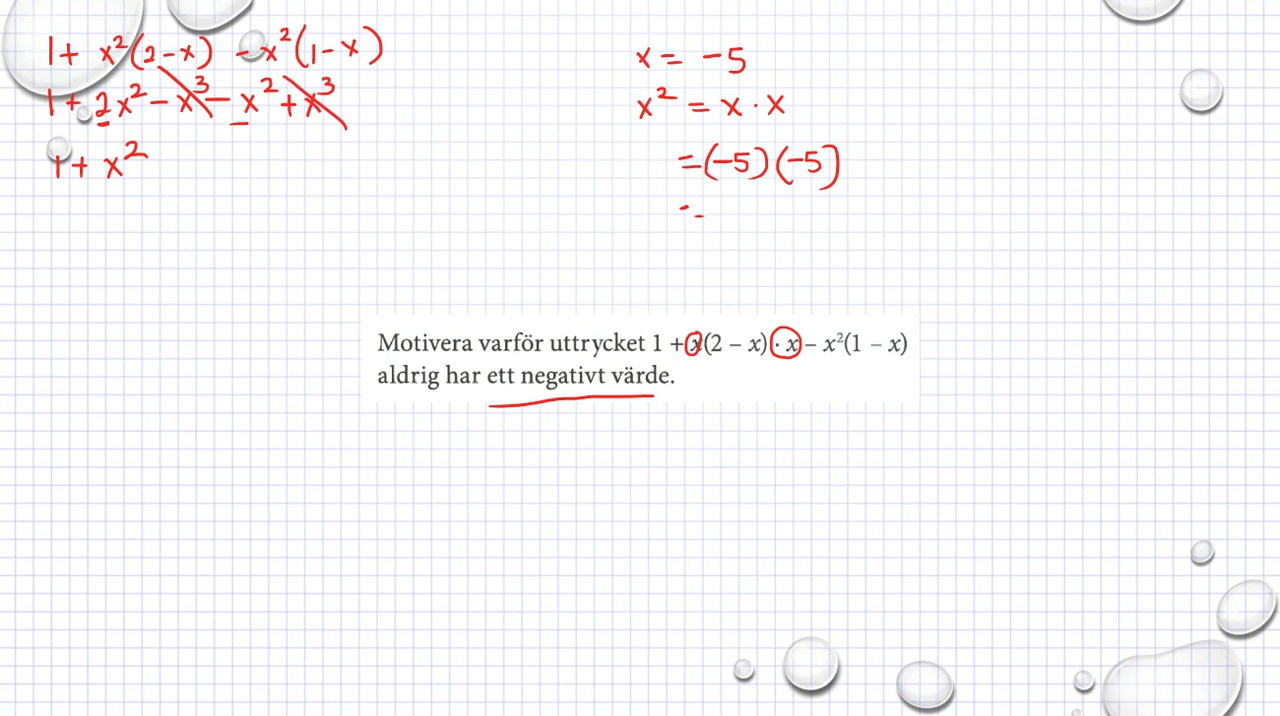 1 + x²(2 - x) - x²(1 - x)
1 + 2x² - x³ - x² + x³
1 + x²
x = -5
x² = x · x
= (-5)(-5)
Motivera varför uttrycket 1 + x(2 – x) · x – x²(1 – x)
aldrig har ett negativt värde.